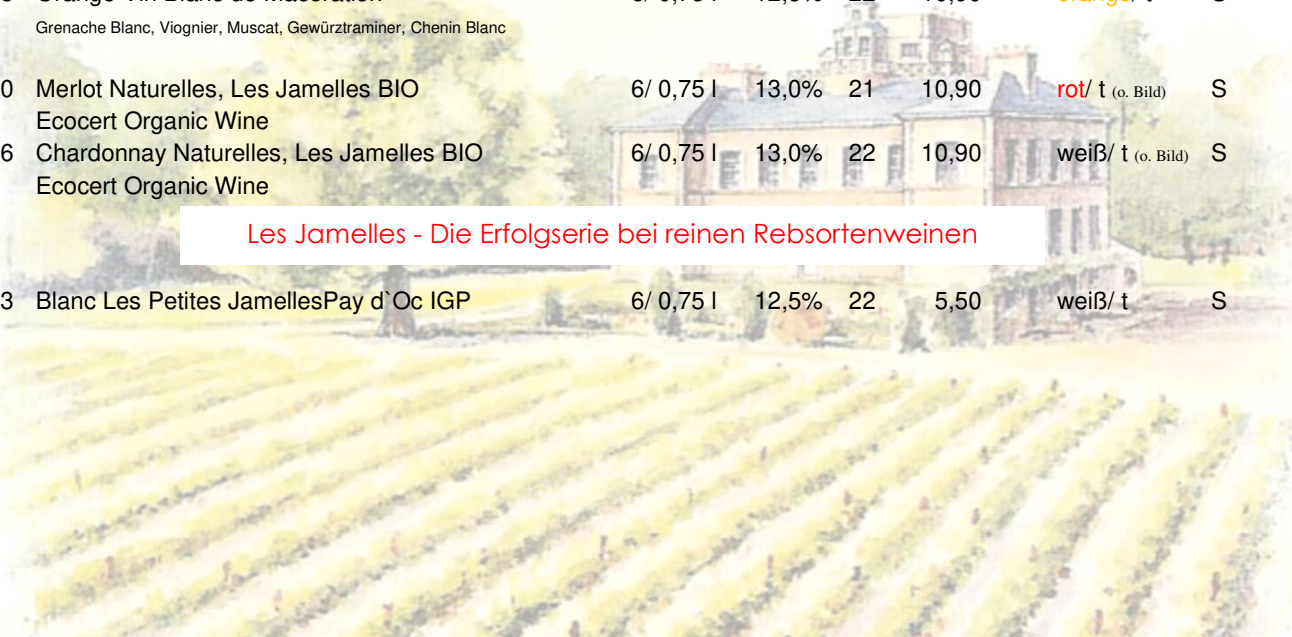 Grenache Blanc, Viognier, Muscat, Gewürztraminer, Chenin Blanc
0 Merlot Naturelles, Les Jamelles BIO 6/ 0,75 l 13,0% 21 10,90 rot/ t (o. Bild) S
Ecocert Organic Wine
6 Chardonnay Naturelles, Les Jamelles BIO 6/ 0,75 l 13,0% 22 10,90 weiß/ t (o. Bild) S
Ecocert Organic Wine
Les Jamelles - Die Erfolgserie bei reinen Rebsortenweinen
3 Blanc Les Petites JamellesPay d`Oc IGP 6/ 0,75 l 12,5% 22 5,50 weiß/ t S